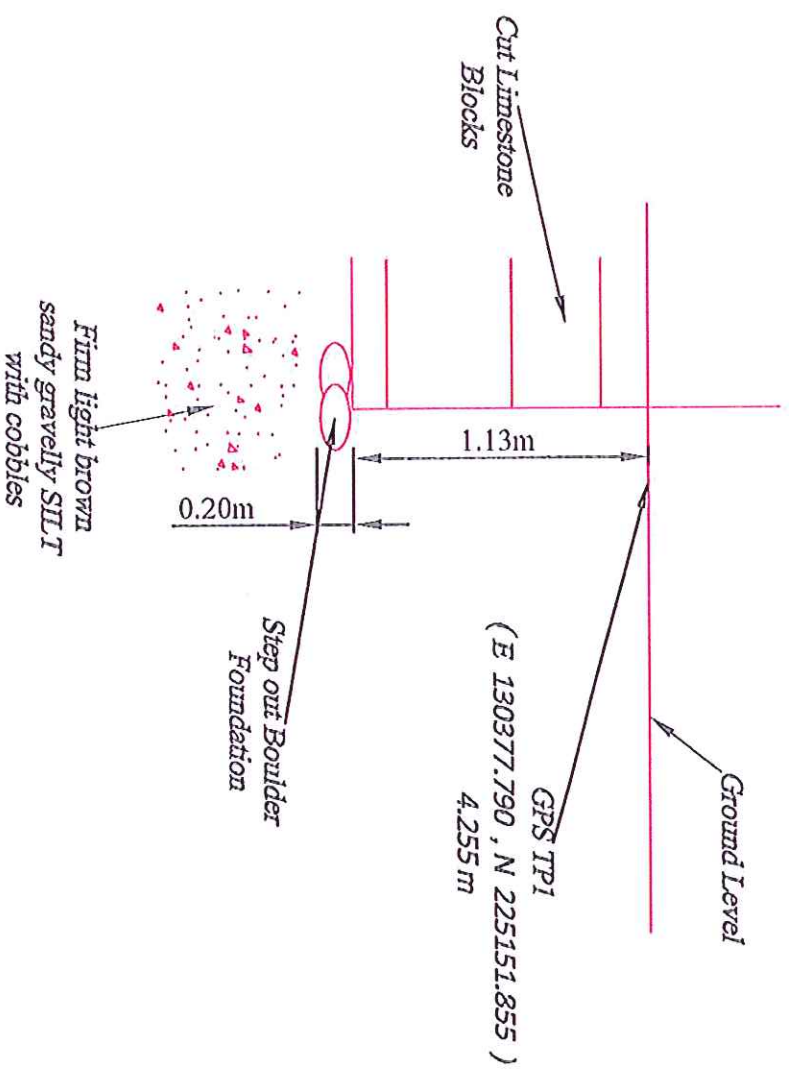 Ground Level
GPS TP1
( E 130377.790 , N 225151.855 )
4.255 m
Cut Limestone
Blocks
1.13m
0.20m
Step out Boulder
Foundation
Firm light brown
sandy gravelly SILT
with cobbles